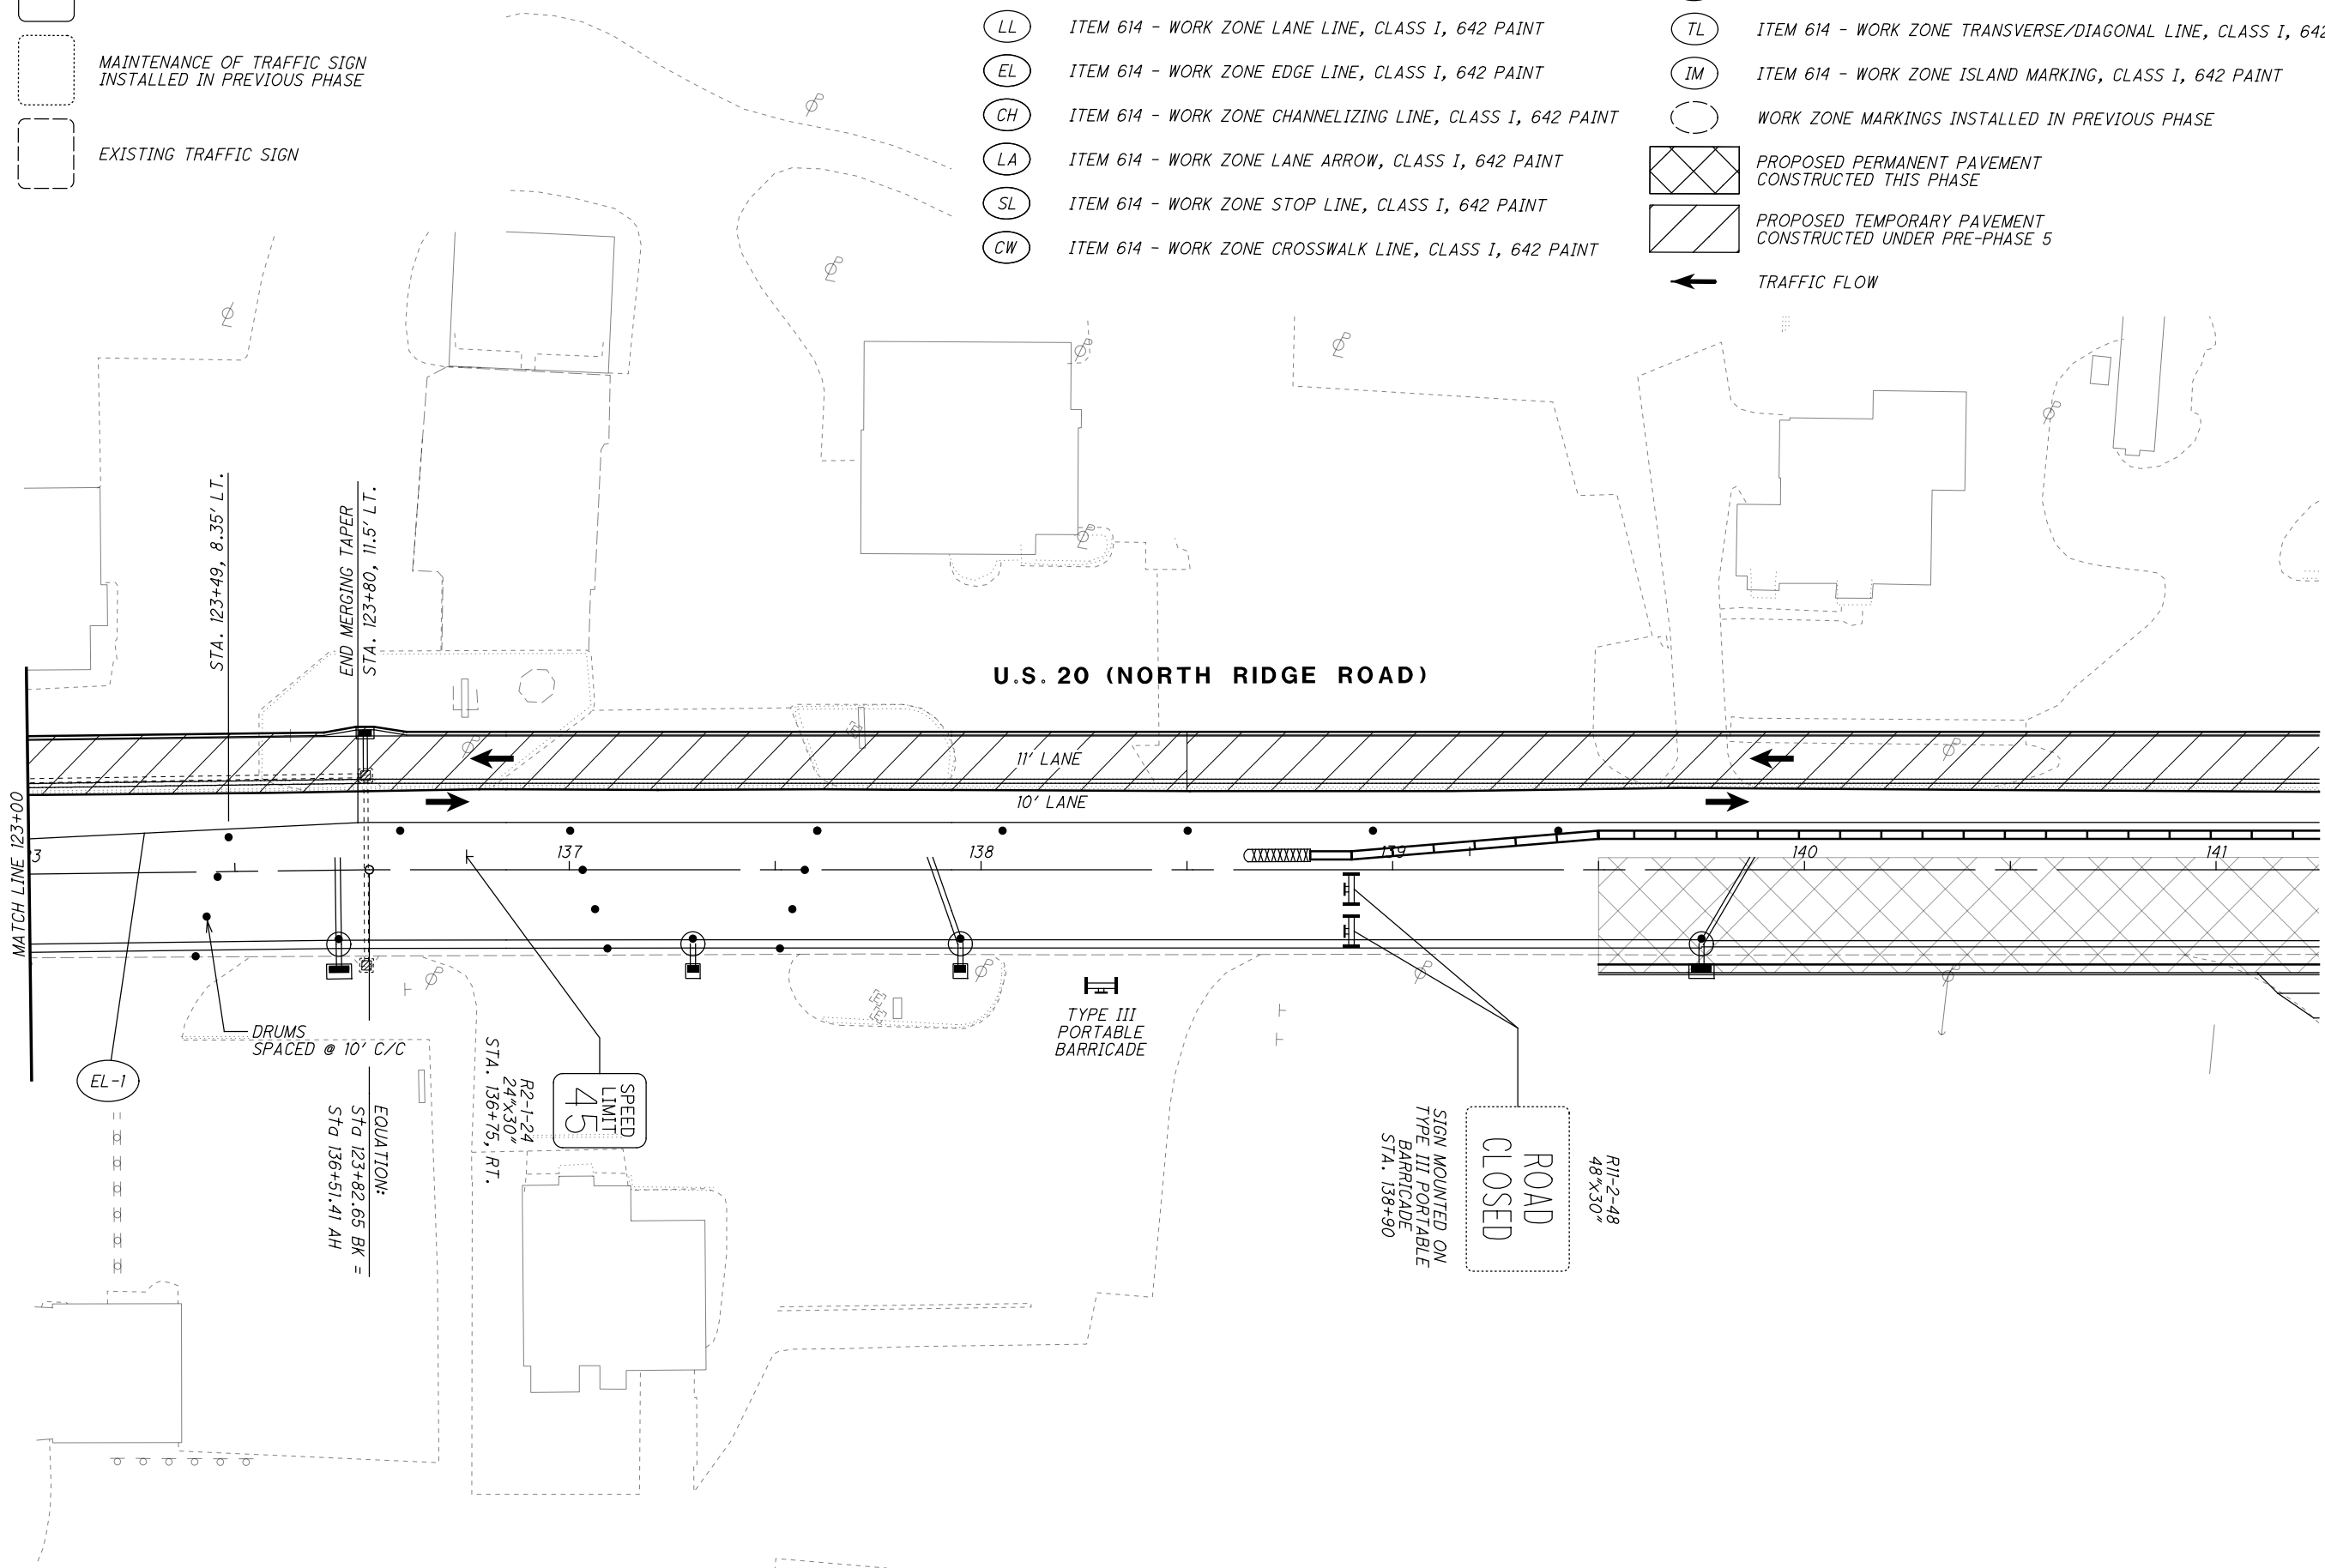 MAINTENANCE OF TRAFFIC SIGN
INSTALLED IN PREVIOUS PHASE
EXISTING TRAFFIC SIGN
LL ITEM 614 - WORK ZONE LANE LINE, CLASS I, 642 PAINT
EL ITEM 614 - WORK ZONE EDGE LINE, CLASS I, 642 PAINT
CH ITEM 614 - WORK ZONE CHANNELIZING LINE, CLASS I, 642 PAINT
LA ITEM 614 - WORK ZONE LANE ARROW, CLASS I, 642 PAINT
SL ITEM 614 - WORK ZONE STOP LINE, CLASS I, 642 PAINT
CW ITEM 614 - WORK ZONE CROSSWALK LINE, CLASS I, 642 PAINT
TL ITEM 614 - WORK ZONE TRANSVERSE/DIAGONAL LINE, CLASS I, 642
IM ITEM 614 - WORK ZONE ISLAND MARKING, CLASS I, 642 PAINT
WORK ZONE MARKINGS INSTALLED IN PREVIOUS PHASE
PROPOSED PERMANENT PAVEMENT
CONSTRUCTED THIS PHASE
PROPOSED TEMPORARY PAVEMENT
CONSTRUCTED UNDER PRE-PHASE 5
TRAFFIC FLOW
STA. 123+49, 8.35' LT.
END MERGING TAPER
STA. 123+80, 11.5' LT.
U.S. 20 (NORTH RIDGE ROAD)
11' LANE
10' LANE
MATCH LINE 123+00
3
137
138
139
140
141
DRUMS
SPACED @ 10' C/C
EL-1
EQUATION:
Sta 123+82.65 BK =
Sta 136+51.41 AH
SPEED
LIMIT
45
R2-1-24
24"x30"
STA. 136+75, RT.
TYPE III
PORTABLE
BARRICADE
ROAD
CLOSED
R11-2-48
48"x30"
SIGN MOUNTED ON
TYPE III PORTABLE
BARRICADE
STA. 138+90
E
E
E